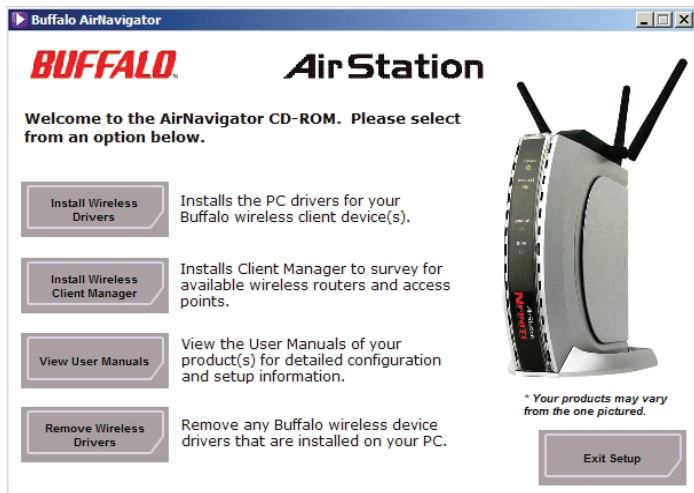 Buffalo AirNavigator
BUFFALO
AirStation
Welcome to the AirNavigator CD-ROM. Please select
from an option below.
Install Wireless
Drivers
Installs the PC drivers for your
Buffalo wireless client device(s).
Install Wireless
Client Manager
Installs Client Manager to survey for
available wireless routers and access
points.
View User Manuals
View the User Manuals of your
product(s) for detailed configuration
and setup information.
Remove Wireless
Drivers
Remove any Buffalo wireless device
drivers that are installed on your PC.
AirStation
NFINITI
* Your products may vary
from the one pictured.
Exit Setup